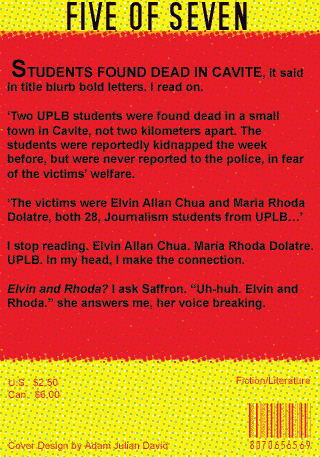 FIVE OF SEVEN
STUDENTS FOUND DEAD IN CAVITE, it said
in title blurb bold letters. I read on.
‘Two UPLB students were found dead in a small
town in Cavite, not two kilometers apart. The
students were reportedly kidnapped the week
before, but were never reported to the police, in fear
of the victims’ welfare.
‘The victims were Elvin Allan Chua and Maria Rhoda
Dolatre, both 28, Journalism students from UPLB…’
I stop reading. Elvin Allan Chua. Maria Rhoda Dolatre.
UPLB. In my head, I make the connection.
Elvin and Rhoda? I ask Saffron. “Uh-huh. Elvin and
Rhoda.” she answers me, her voice breaking.
U.S. $2.50
Can. $6.00
Fiction/Literature
Cover Design by Adam Julian David
8070656569